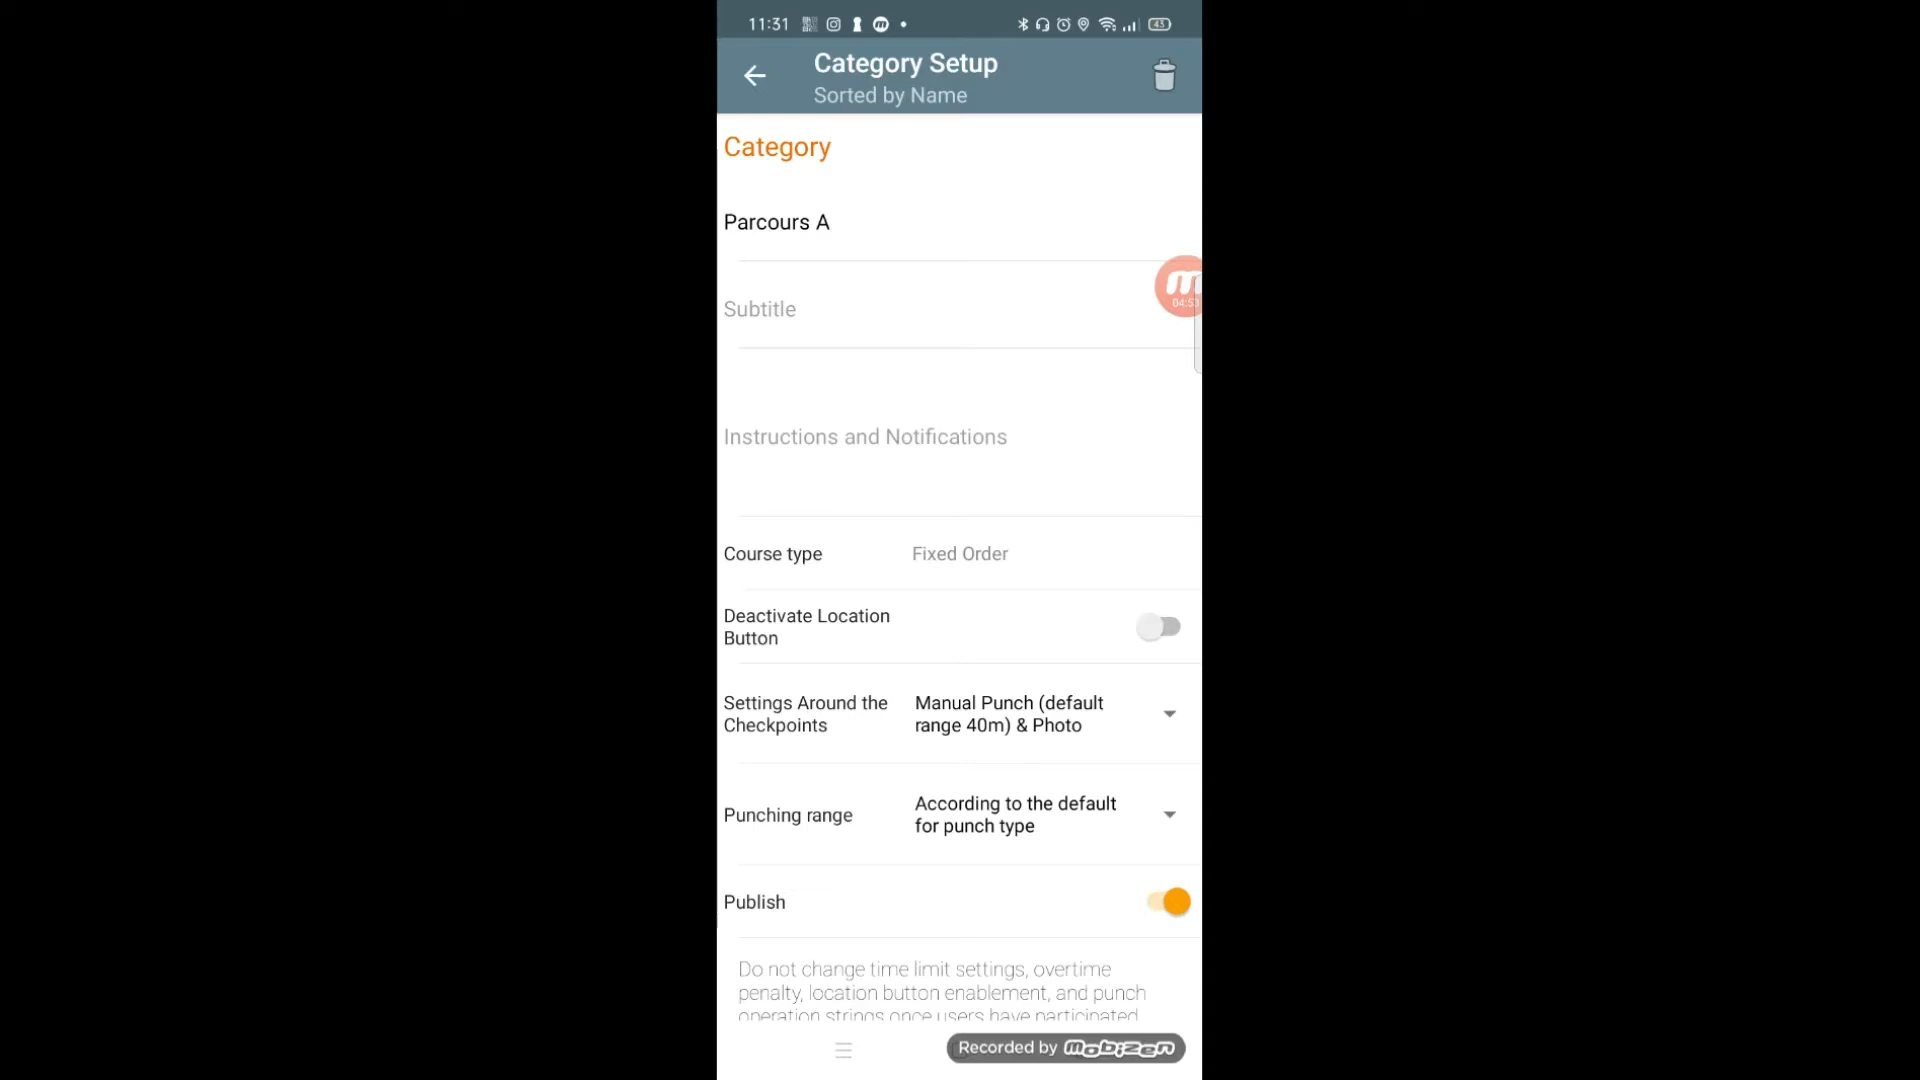 11:31
43
Category Setup
Sorted by Name
Category
Parcours A
04:53
Subtitle
Instructions and Notifications
Course type
Fixed Order
Deactivate Location
Button
Settings Around the
Checkpoints
Manual Punch (default
range 40m) & Photo
Punching range
According to the default
for punch type
Publish
Do not change time limit settings, overtime
penalty, location button enablement, and punch
operation strings once users have participated
Recorded by mobizen